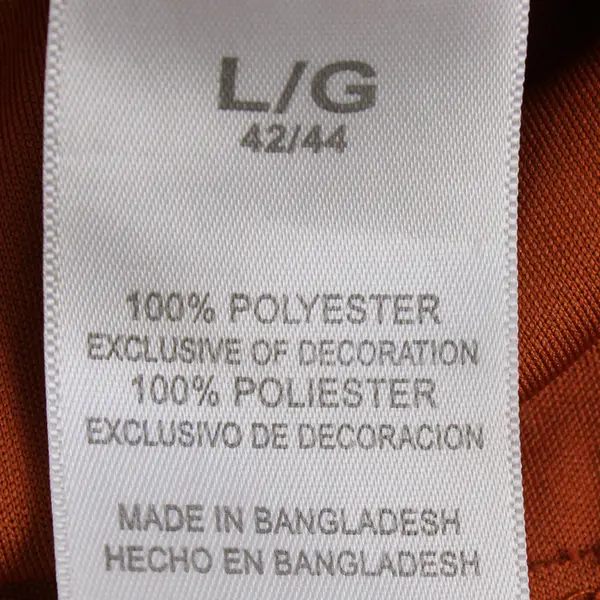 L/G
42/44
100% POLYESTER
EXCLUSIVE OF DECORATION
100% POLIESTER
EXCLUSIVO DE DECORACION
MADE IN BANGLADESH
HECHO EN BANGLADESH